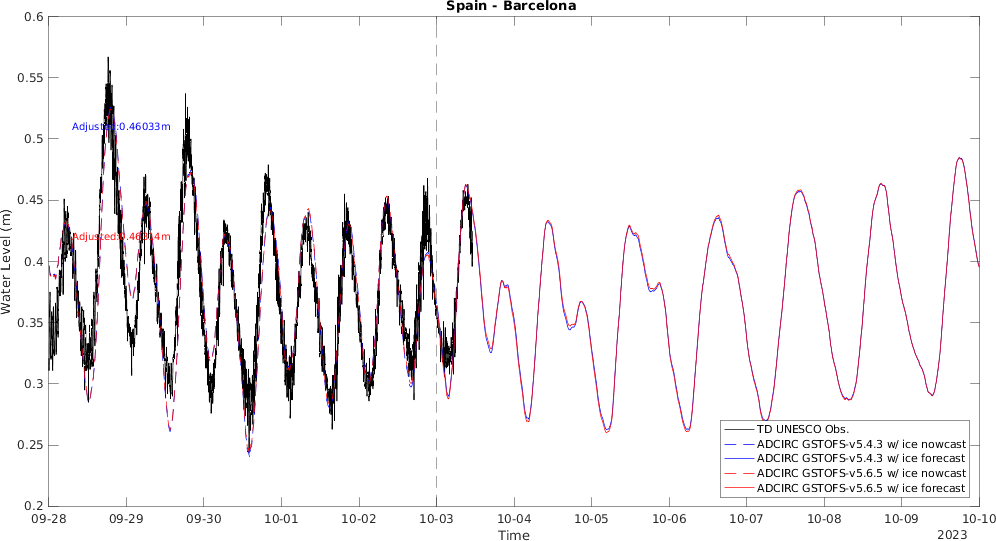 Spain - Barcelona
0.6
0.55
0.5
0.45
0.4
0.35
0.3
0.25
0.2
Water Level (m)
Adjusted:0.46033m
TD UNESCO Obs.
ADCIRC GSTOFS-v5.4.3 w/ ice nowcast
ADCIRC GSTOFS-v5.4.3 w/ ice forecast
ADCIRC GSTOFS-v5.6.5 w/ ice nowcast
ADCIRC GSTOFS-v5.6.5 w/ ice forecast
09-28 09-29 09-30 10-01 10-02 10-03 10-04 10-05 10-06 10-07 10-08 10-09 10-10
Time
2023